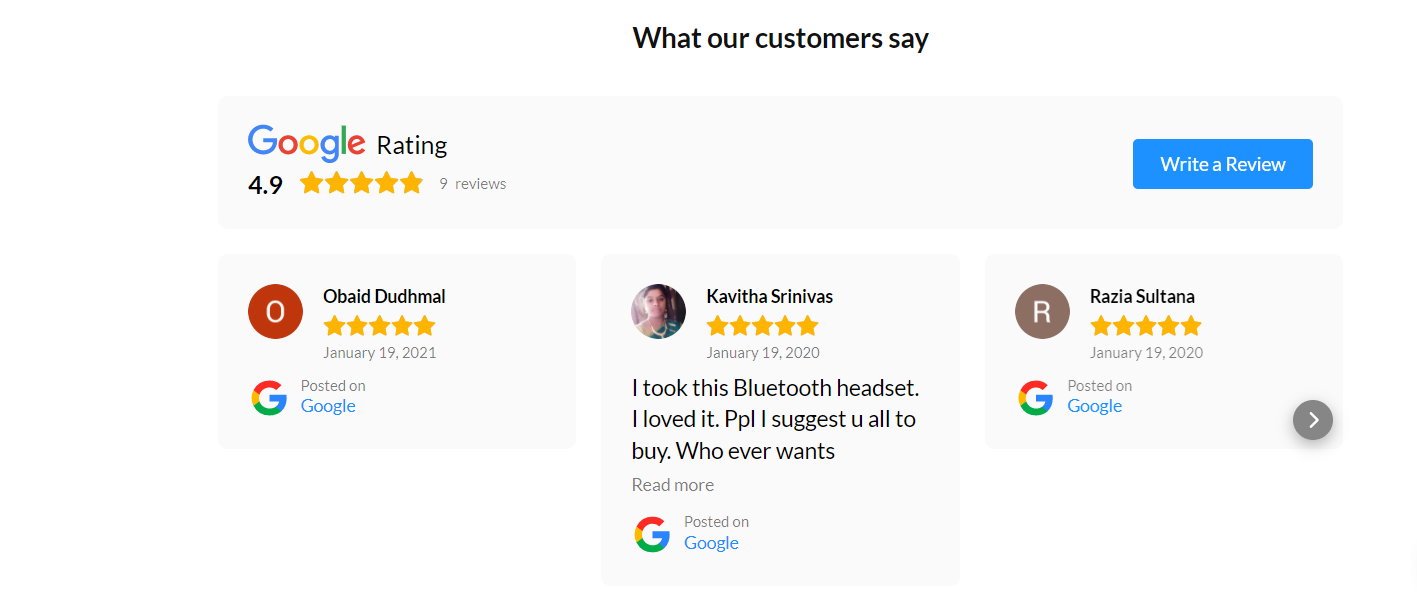 What our customers say
Google Rating
4.9 9 reviews
Write a Review
O
Obaid Dudhmal
January 19, 2021
Posted on
Google
Kavitha Srinivas
January 19, 2020
I took this Bluetooth headset.
I loved it. Ppl I suggest u all to
buy. Who ever wants
Read more
Posted on
Google
R
Razia Sultana
January 19, 2020
Posted on
Google